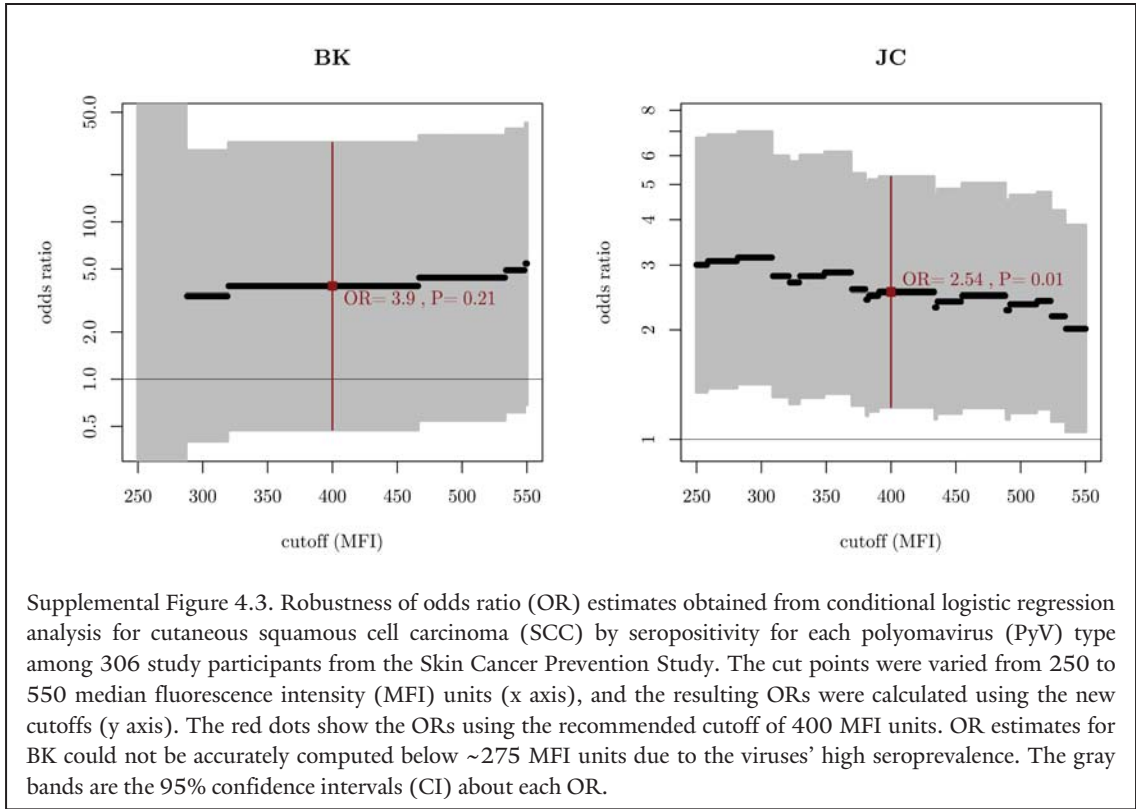 BK
JC
50.0
10.0
5.0
2.0
1.0
0.5
odds ratio
OR= 3.9 , P= 0.21
250 300 350 400 450 500 550
cutoff (MFI)
8
6
5
4
3
2
1
odds ratio
OR= 2.54 , P= 0.01
250 300 350 400 450 500 550
cutoff (MFI)
Supplemental Figure 4.3. Robustness of odds ratio (OR) estimates obtained from conditional logistic regression
analysis for cutaneous squamous cell carcinoma (SCC) by seropositivity for each polyomavirus (PyV) type
among 306 study participants from the Skin Cancer Prevention Study. The cut points were varied from 250 to
550 median fluorescence intensity (MFI) units (x axis), and the resulting ORs were calculated using the new
cutoffs (y axis). The red dots show the ORs using the recommended cutoff of 400 MFI units. OR estimates for
BK could not be accurately computed below ~275 MFI units due to the viruses’ high seroprevalence. The gray
bands are the 95% confidence intervals (CI) about each OR.